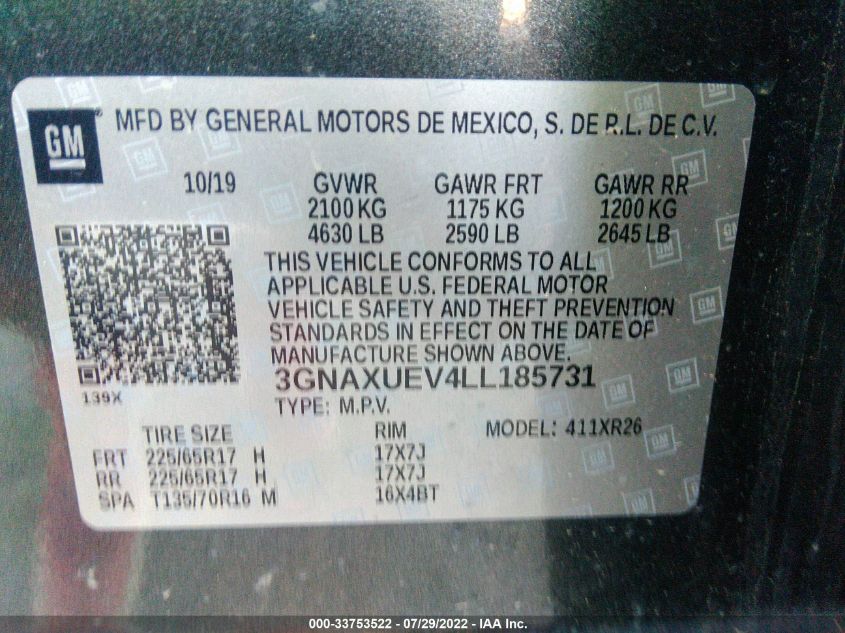 GM ® MFD BY GENERAL MOTORS DE MEXICO, S. DE R.L. DE C.V.
10/19 GVWR GAWR FRT GAWR RR
2100 KG 1175 KG 1200 KG
4630 LB 2590 LB 2645 LB
THIS VEHICLE CONFORMS TO ALL
APPLICABLE U.S. FEDERAL MOTOR
VEHICLE SAFETY AND THEFT PREVENTION
STANDARDS IN EFFECT ON THE DATE OF
MANUFACTURE SHOWN ABOVE.
3GNAXUEV4LL185731
139X
TYPE: M.P.V.
TIRE SIZE RIM MODEL: 411XR26
FRT 225/65R17 H 17X7J
RR 225/65R17 H 17X7J
SPA T135/70R16 M 16X4BT
000-33753522 - 07/29/2022 - IAA Inc.